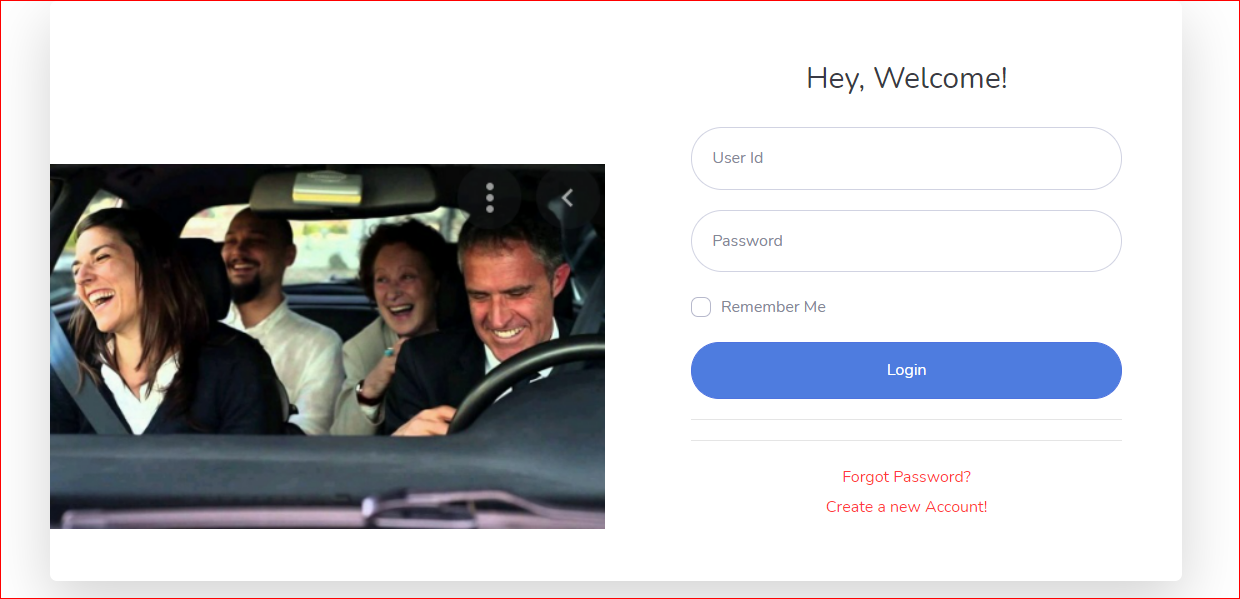 Hey, Welcome!
User Id
Password
Remember Me
Login
Forgot Password?
Create a new Account!